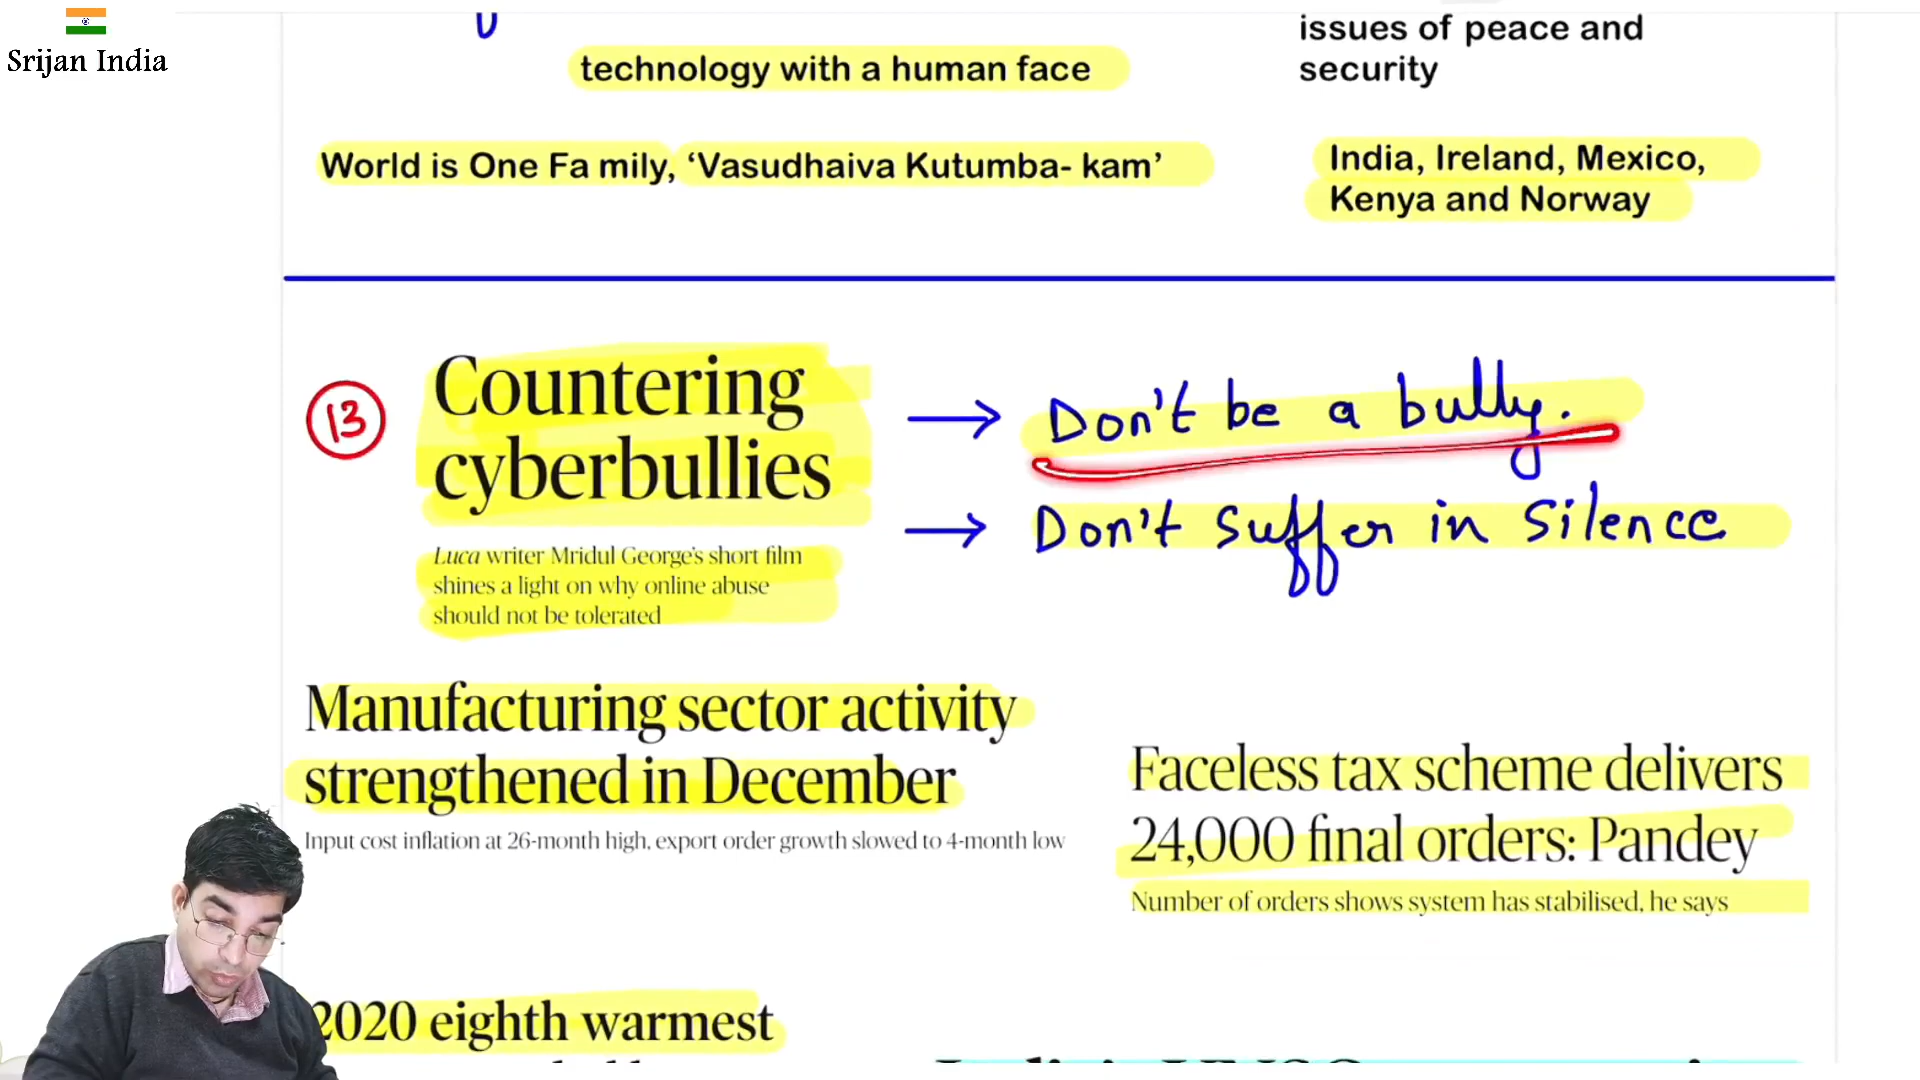 Srijan India
technology with a human face
issues of peace and
security
World is One Fa mily, ‘Vasudhaiva Kutumba- kam’
India, Ireland, Mexico,
Kenya and Norway
13
Countering
cyberbullies
→ Don't be a bully.
→ Don't suffer in silence
Luca writer Mridul George's short film
shines a light on why online abuse
should not be tolerated
Manufacturing sector activity
strengthened in December
Input cost inflation at 26-month high, export order growth slowed to 4-month low
Faceless tax scheme delivers
24,000 final orders: Pandey
Number of orders shows system has stabilised, he says
2020 eighth warmest